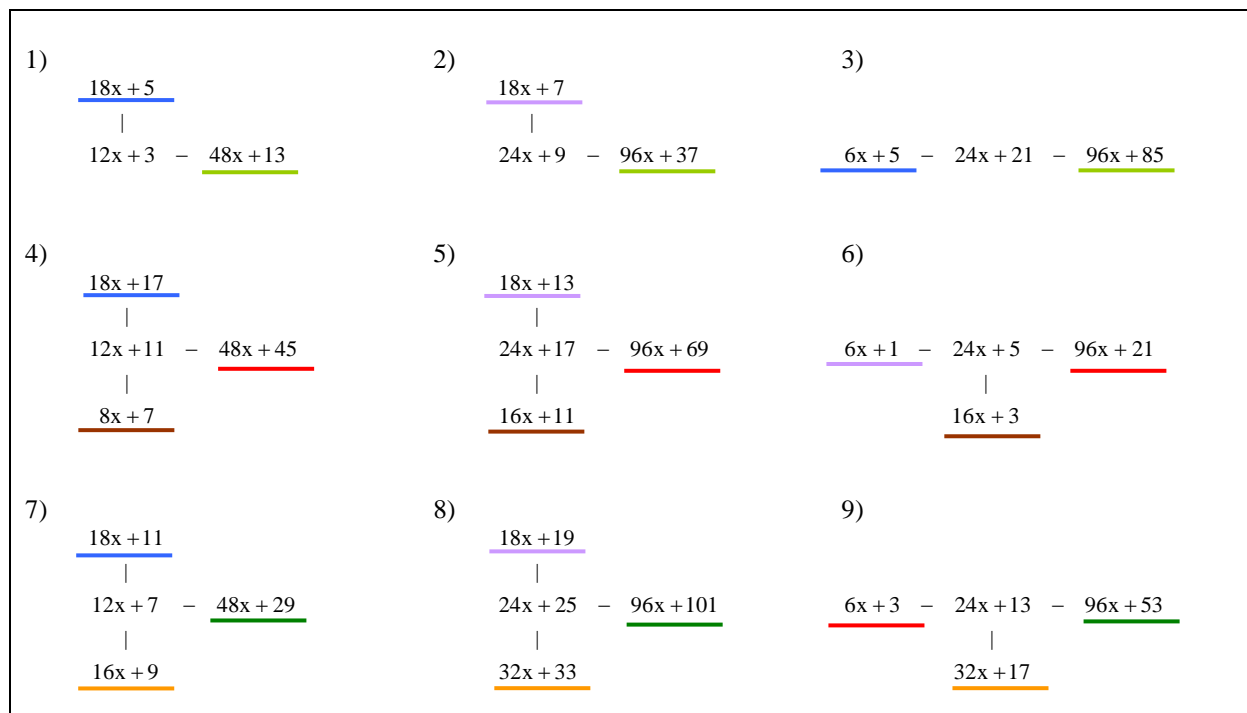 1) 2) 3)
18x + 5 18x + 7
| |
12x + 3 – 48x + 13 24x + 9 – 96x + 37 6x + 5 – 24x + 21 – 96x + 85
4) 5) 6)
18x + 17 18x + 13
| |
12x + 11 – 48x + 45 24x + 17 – 96x + 69 6x + 1 – 24x + 5 – 96x + 21
| | |
8x + 7 16x + 11 16x + 3
7) 8) 9)
18x + 11 18x + 19
| |
12x + 7 – 48x + 29 24x + 25 – 96x + 101 6x + 3 – 24x + 13 – 96x + 53
| | |
16x + 9 32x + 33 32x + 17